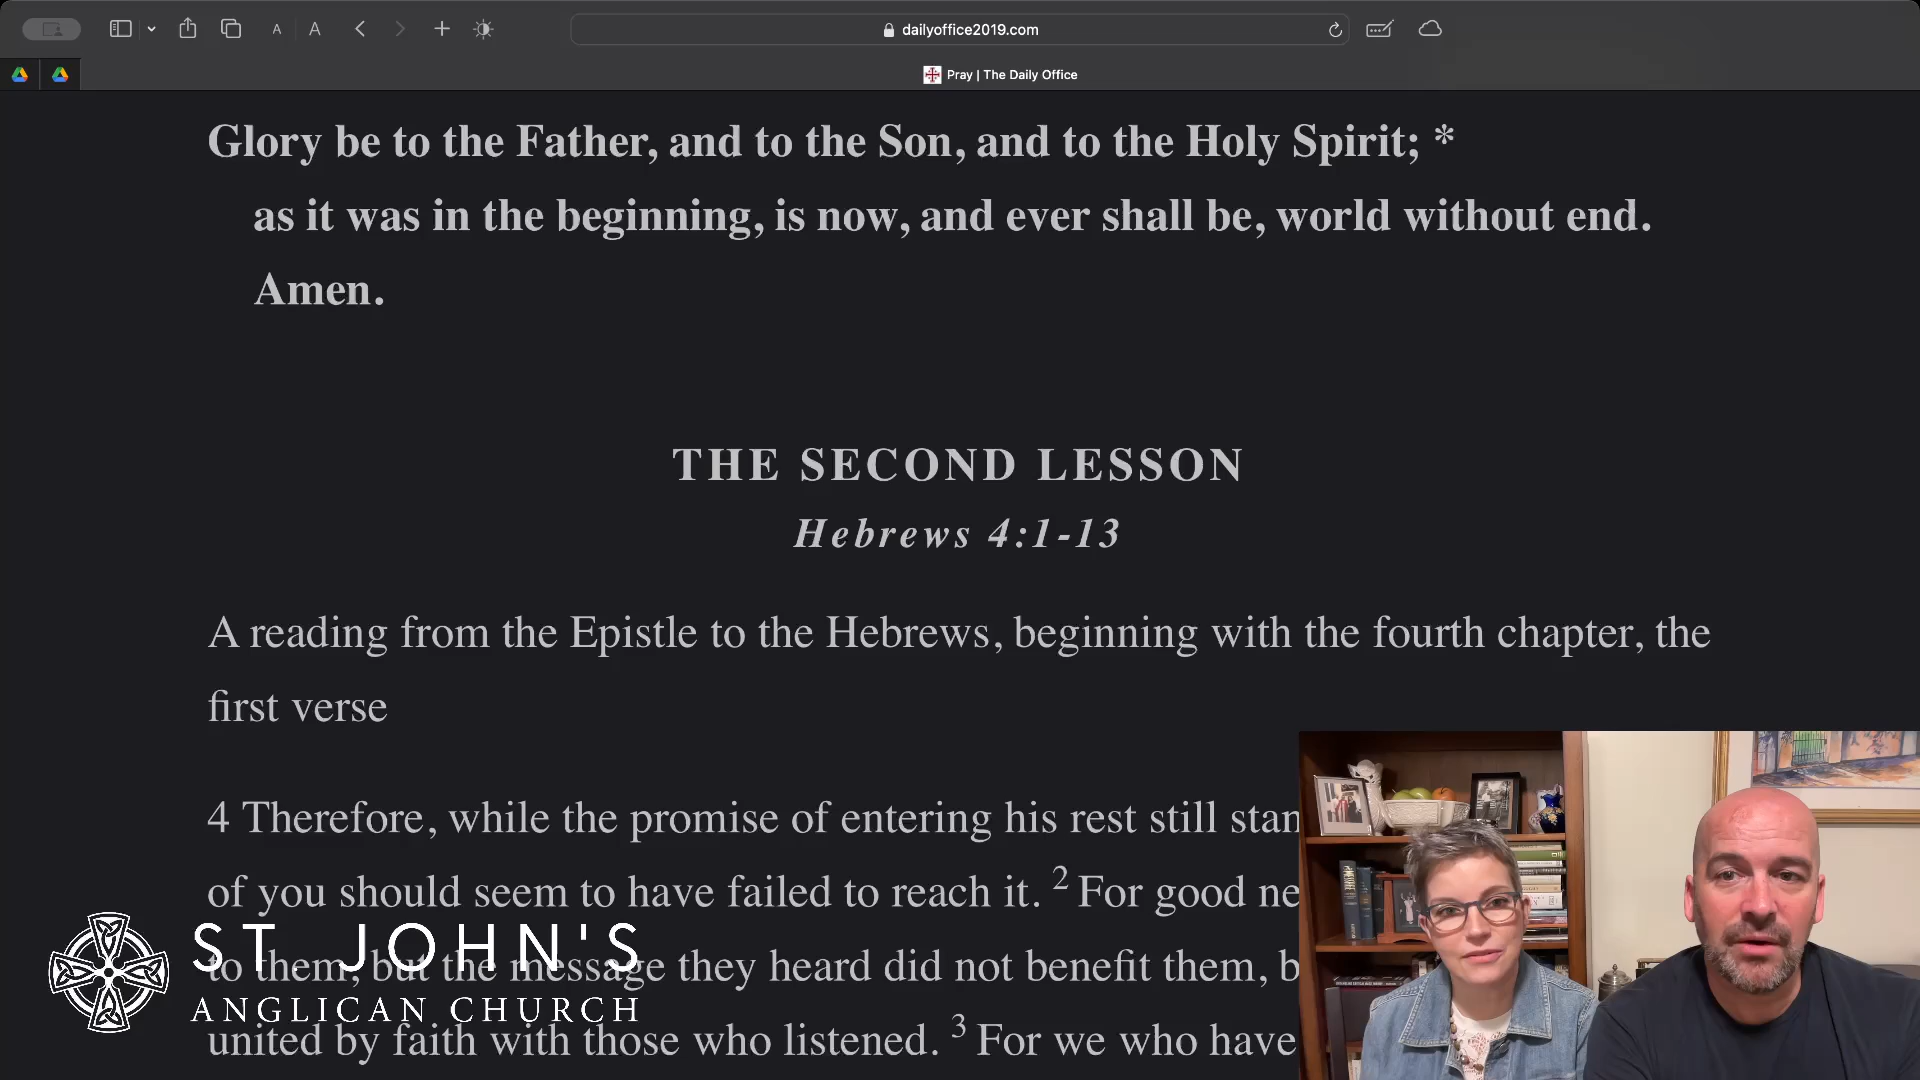 A A
dailyoffice2019.com
Pray | The Daily Office
Glory be to the Father, and to the Son, and to the Holy Spirit; *
as it was in the beginning, is now, and ever shall be, world without end.
Amen.
THE SECOND LESSON
Hebrews 4:1-13
A reading from the Epistle to the Hebrews, beginning with the fourth chapter, the
first verse
4 Therefore, while the promise of entering his rest still
of you should seem to have failed to reach it. 2 For good
to them, but the message they heard did not benefit them,
united by faith with those who listened. 3 For we who have
ST. JOHN'S
ANGLICAN CHURCH